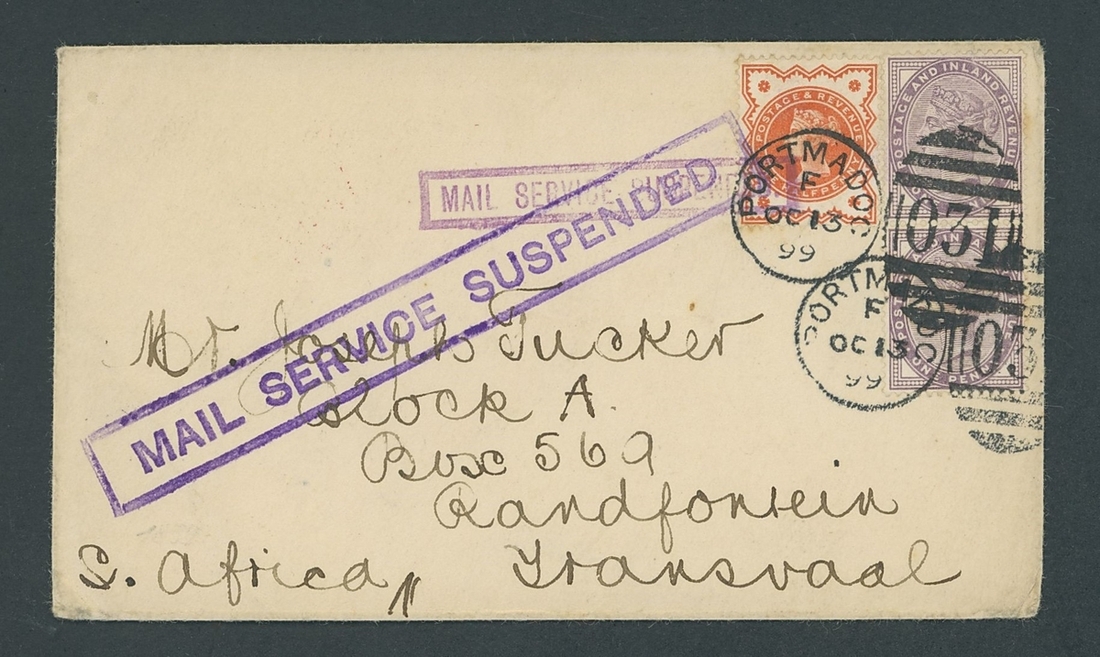 POSTAGE & REVENUE
POSTAGE AND INLAND REVENUE
PORTMADOC
F
OC 13
99
031
PORTMADOC
F
OC 13
99
MAIL SERVICE SUSPENDED
MAIL SERVICE SUSPENDED
Mr. Joseph Tucker
Block A.
Box 569
Randfontein
Transvaal
S. Africa